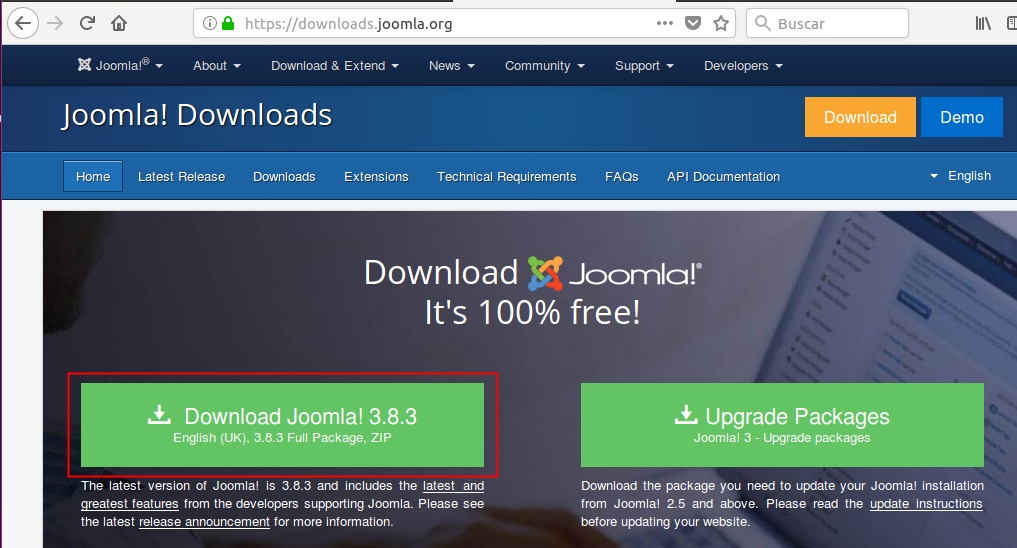 https://downloads.joomla.org
Buscar
Joomla!® About Download & Extend News Community Support Developers
Joomla! Downloads
Download Demo
Home Latest Release Downloads Extensions Technical Requirements FAQs API Documentation English
Download Joomla!®
It's 100% free!
Download Joomla! 3.8.3
English (UK), 3.8.3 Full Package, ZIP
The latest version of Joomla! is 3.8.3 and includes the latest and
greatest features from the developers supporting Joomla. Please see
the latest release announcement for more information.
Upgrade Packages
Joomla! 3 - Upgrade packages
Download the package you need to update your Joomla! installation
from Joomla! 2.5 and above. Please read the update instructions
before updating your website.